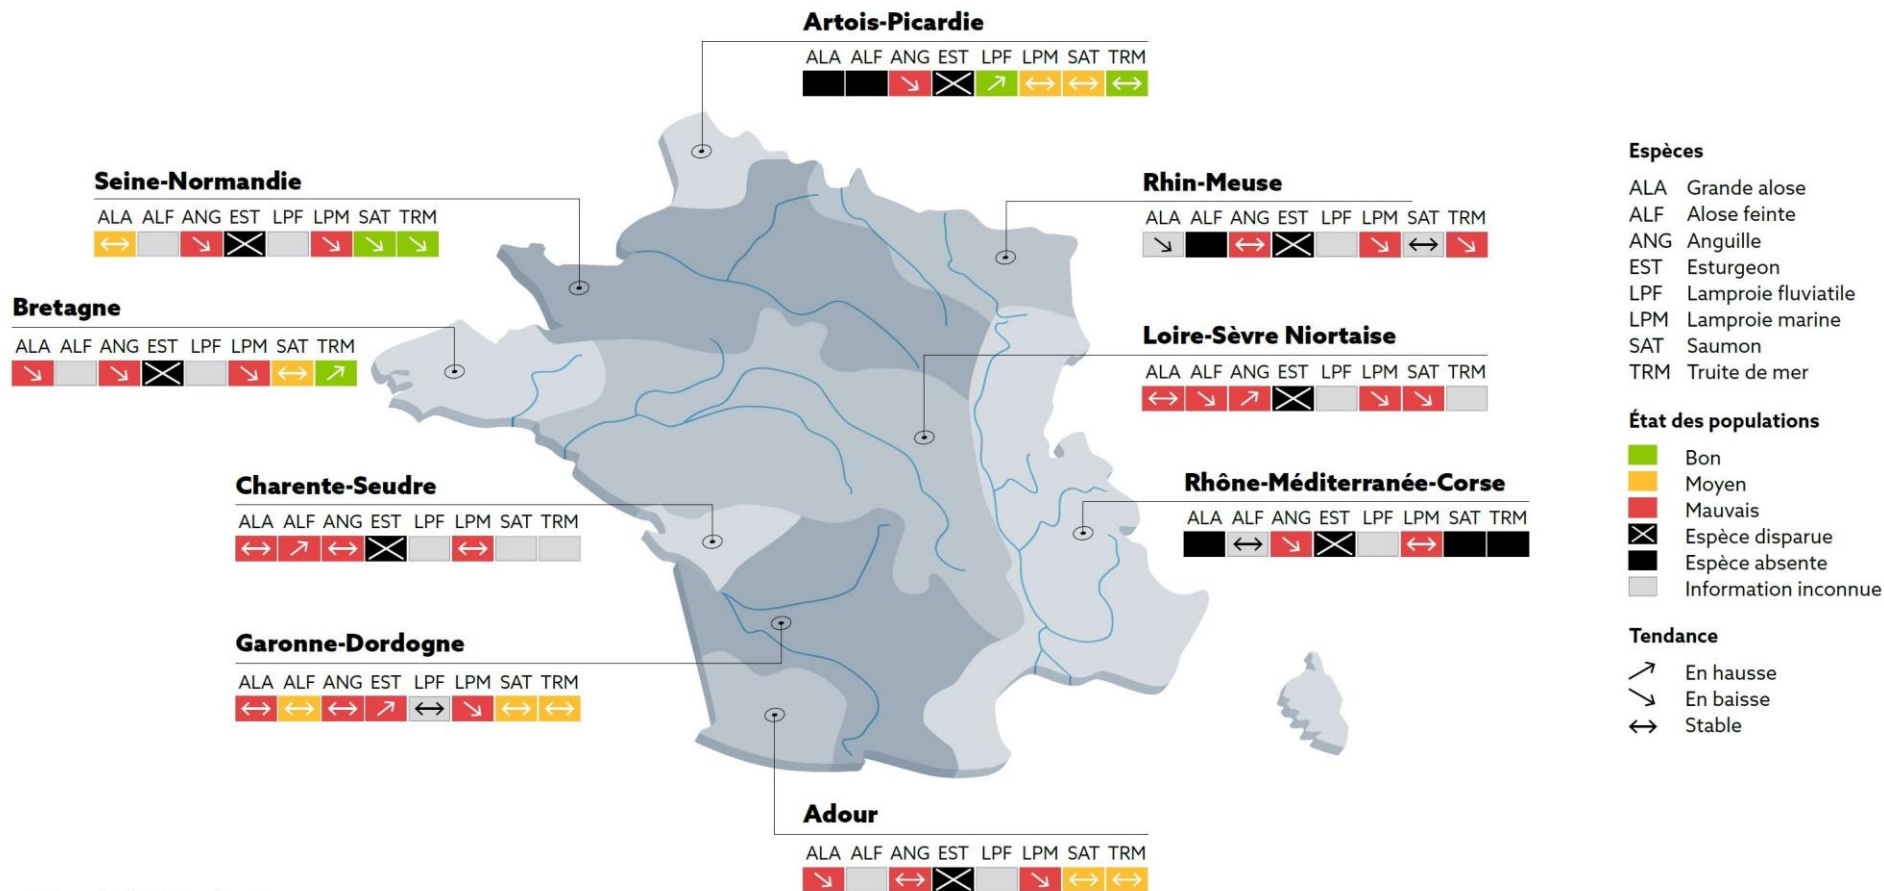 Artois-Picardie
ALA ALF ANG EST LPF LPM SAT TRM
Seine-Normandie
ALA ALF ANG EST LPF LPM SAT TRM
Rhin-Meuse
ALA ALF ANG EST LPF LPM SAT TRM
Bretagne
ALA ALF ANG EST LPF LPM SAT TRM
Loire-Sèvre Niortaise
ALA ALF ANG EST LPF LPM SAT TRM
Charente-Seudre
ALA ALF ANG EST LPF LPM SAT TRM
Rhône-Méditerranée-Corse
ALA ALF ANG EST LPF LPM SAT TRM
Garonne-Dordogne
ALA ALF ANG EST LPF LPM SAT TRM
Adour
ALA ALF ANG EST LPF LPM SAT TRM
Espèces
ALA Grande alose
ALF Alose feinte
ANG Anguille
EST Esturgeon
LPF Lamproie fluviatile
LPM Lamproie marine
SAT Saumon
TRM Truite de mer
État des populations
Bon
Moyen
Mauvais
Espèce disparue
Espèce absente
Information inconnue
Tendance
En hausse
En baisse
Stable